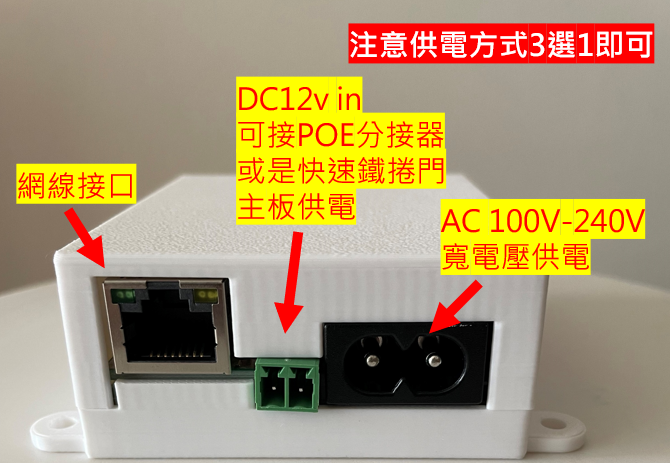 注意供電方式3選1即可
DC12v in
可接POE分接器
或是快速鐵捲門
主板供電
網線接口
AC 100V-240V
寬電壓供電